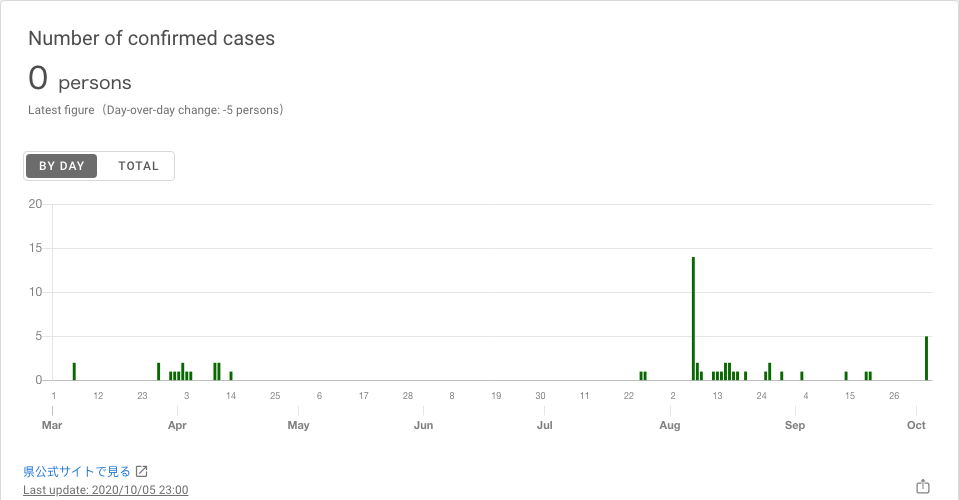 Number of confirmed cases
0 persons
Latest figure（Day-over-day change: -5 persons）
BY DAY TOTAL
20
15
10
5
0
1 12 23 3 14 25 6 17 28 8 19 30 11 22 2 13 24 4 15 26
Mar Apr May Jun Jul Aug Sep Oct
県公式サイトで見る
Last update: 2020/10/05 23:00